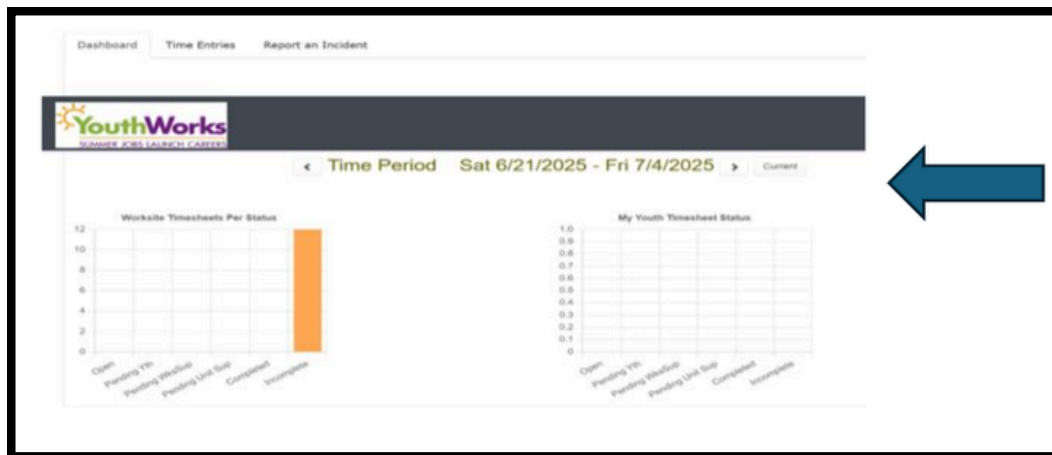 Dashboard Time Entries Report an Incident
YouthWorks
SUMMER JOBS LAUNCH CAREERS
< Time Period Sat 6/21/2025 - Fri 7/4/2025 > Current
Worksite Timesheets Per Status
12
10
8
6
4
2
0
Open Pending Yth Pending WksSup Pending Unit Sup Completed Incomplete
My Youth Timesheet Status
1.0
0.9
0.8
0.7
0.6
0.5
0.4
0.3
0.2
0.1
0
Open Pending Yth Pending WksSup Pending Unit Sup Completed Incomplete